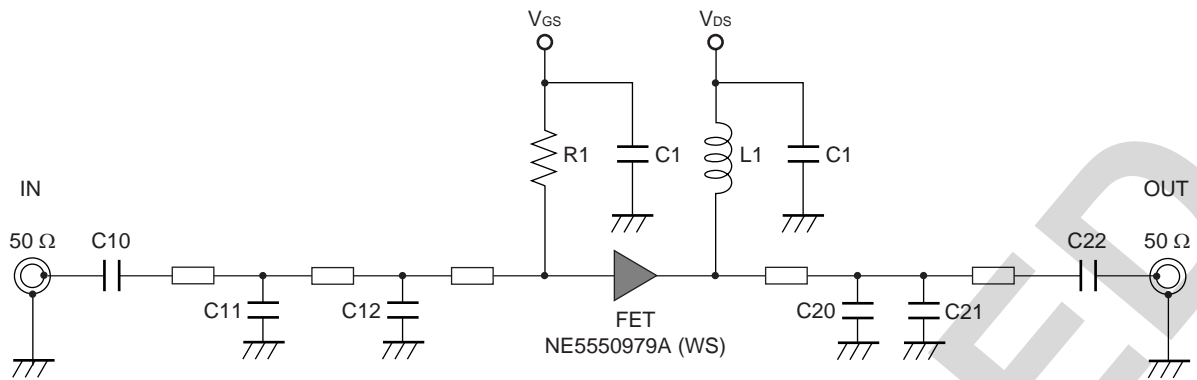 VGS
VDS
R1
C1
L1
C1
IN
OUT
50 Ω
C10
C22
50 Ω
C11
C12
C20
C21
FET
NE5550979A (WS)